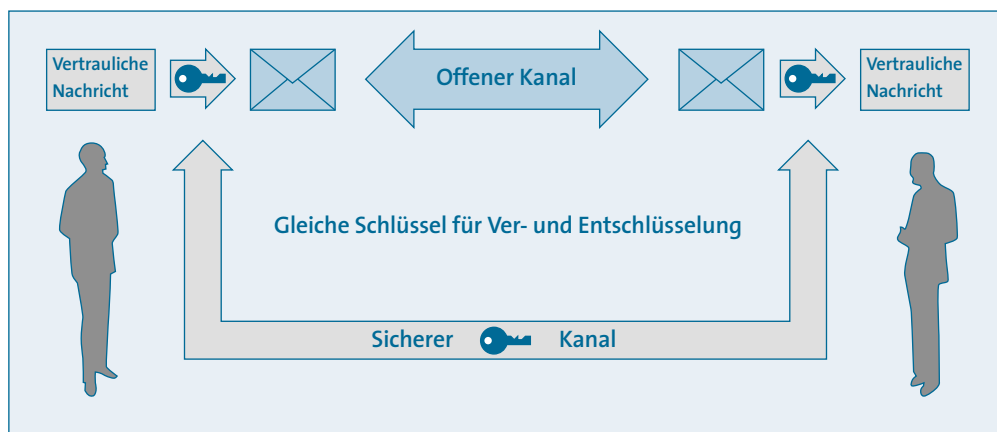 Vertrauliche
Nachricht
Offener Kanal
Vertrauliche
Nachricht
Gleiche Schlüssel für Ver- und Entschlüsselung
Sicherer Kanal